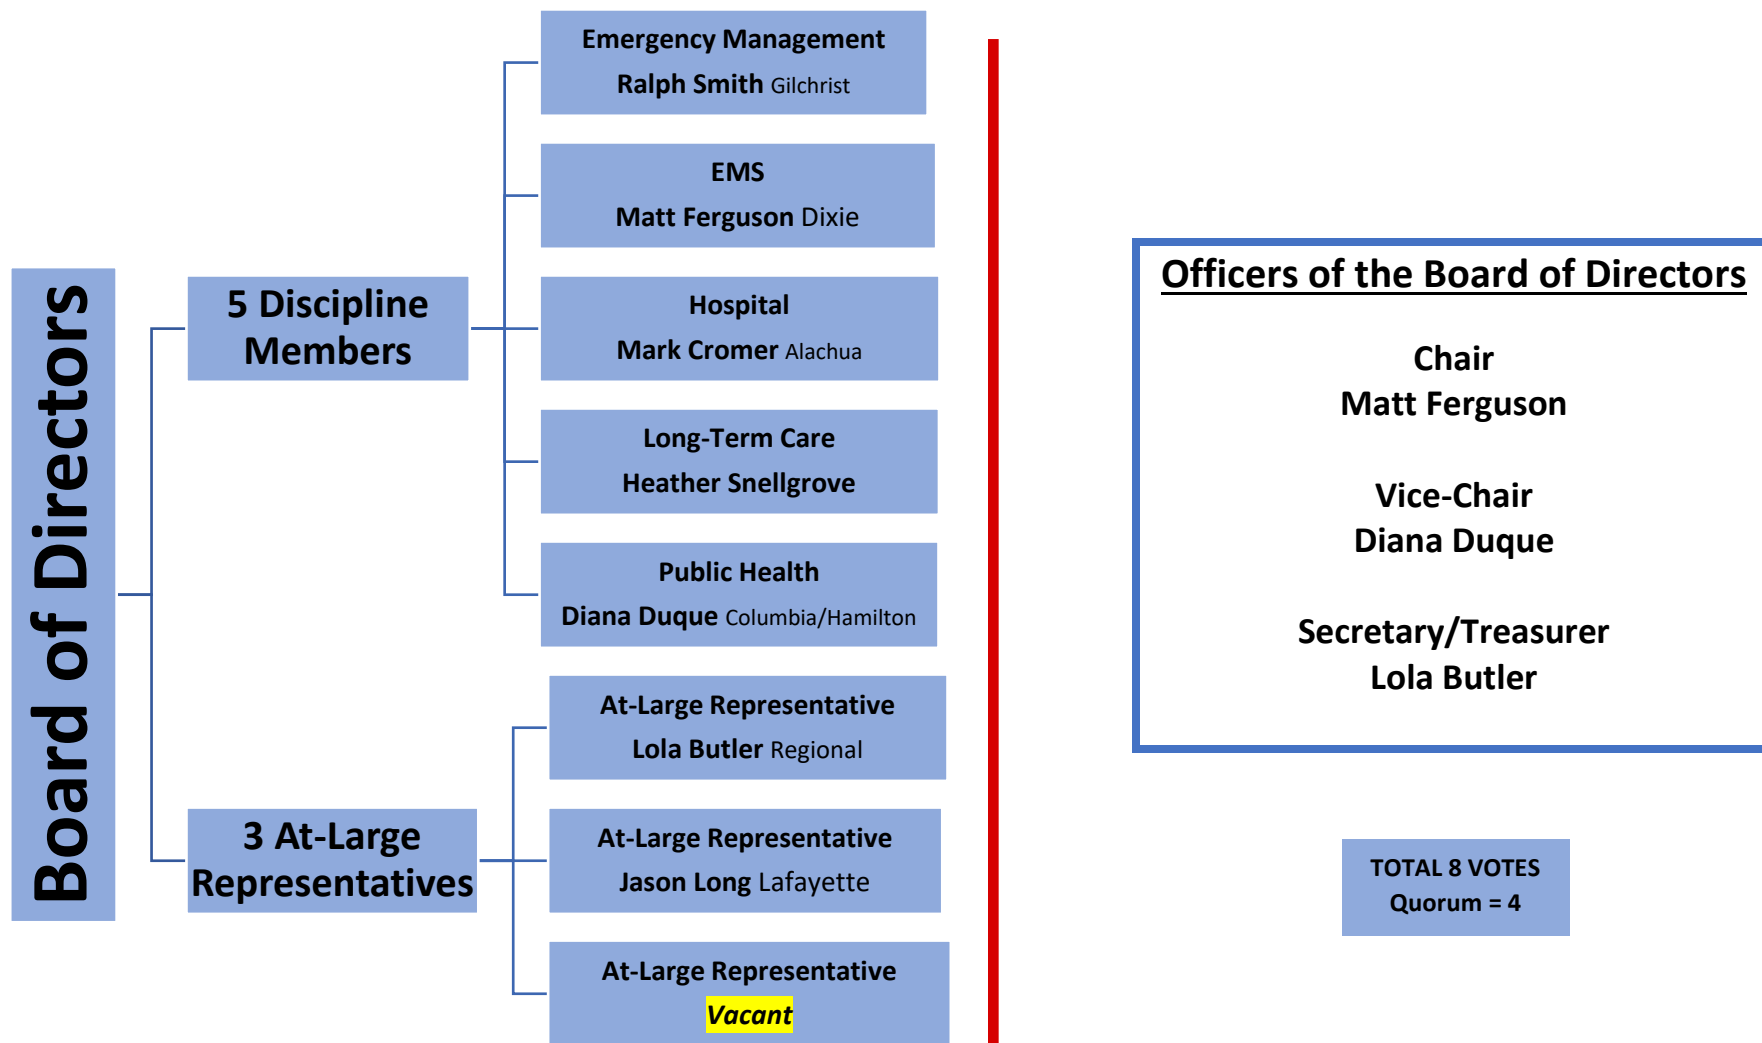 Board of Directors
5 Discipline
Members
Emergency Management
Ralph Smith Gilchrist
EMS
Matt Ferguson Dixie
Hospital
Mark Cromer Alachua
Long-Term Care
Heather Snellgrove
Public Health
Diana Duque Columbia/Hamilton
3 At-Large
Representatives
At-Large Representative
Lola Butler Regional
At-Large Representative
Jason Long Lafayette
At-Large Representative
Vacant
Officers of the Board of Directors
Chair
Matt Ferguson
Vice-Chair
Diana Duque
Secretary/Treasurer
Lola Butler
TOTAL 8 VOTES
Quorum = 4